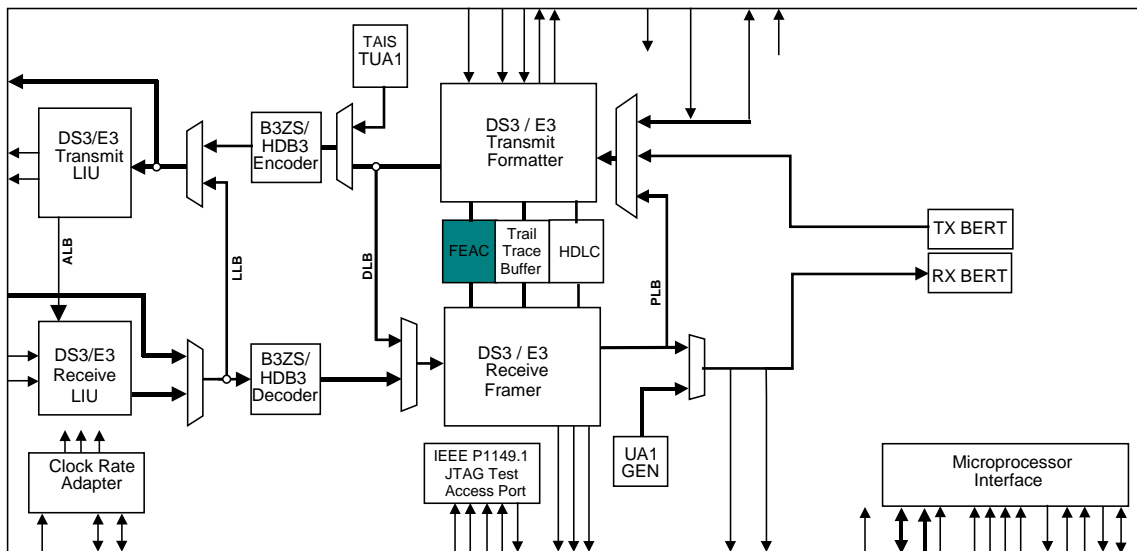 TAIS
TUA1
DS3/E3
Transmit
LIU
B3ZS/
HDB3
Encoder
DS3 / E3
Transmit
Formatter
FEAC
Trail
Trace
Buffer
HDLC
TX BERT
RX BERT
ALB
LLB
DLB
PLB
DS3/E3
Receive
LIU
B3ZS/
HDB3
Decoder
DS3 / E3
Receive
Framer
UA1
GEN
Clock Rate
Adapter
IEEE P1149.1
JTAG Test
Access Port
Microprocessor
Interface